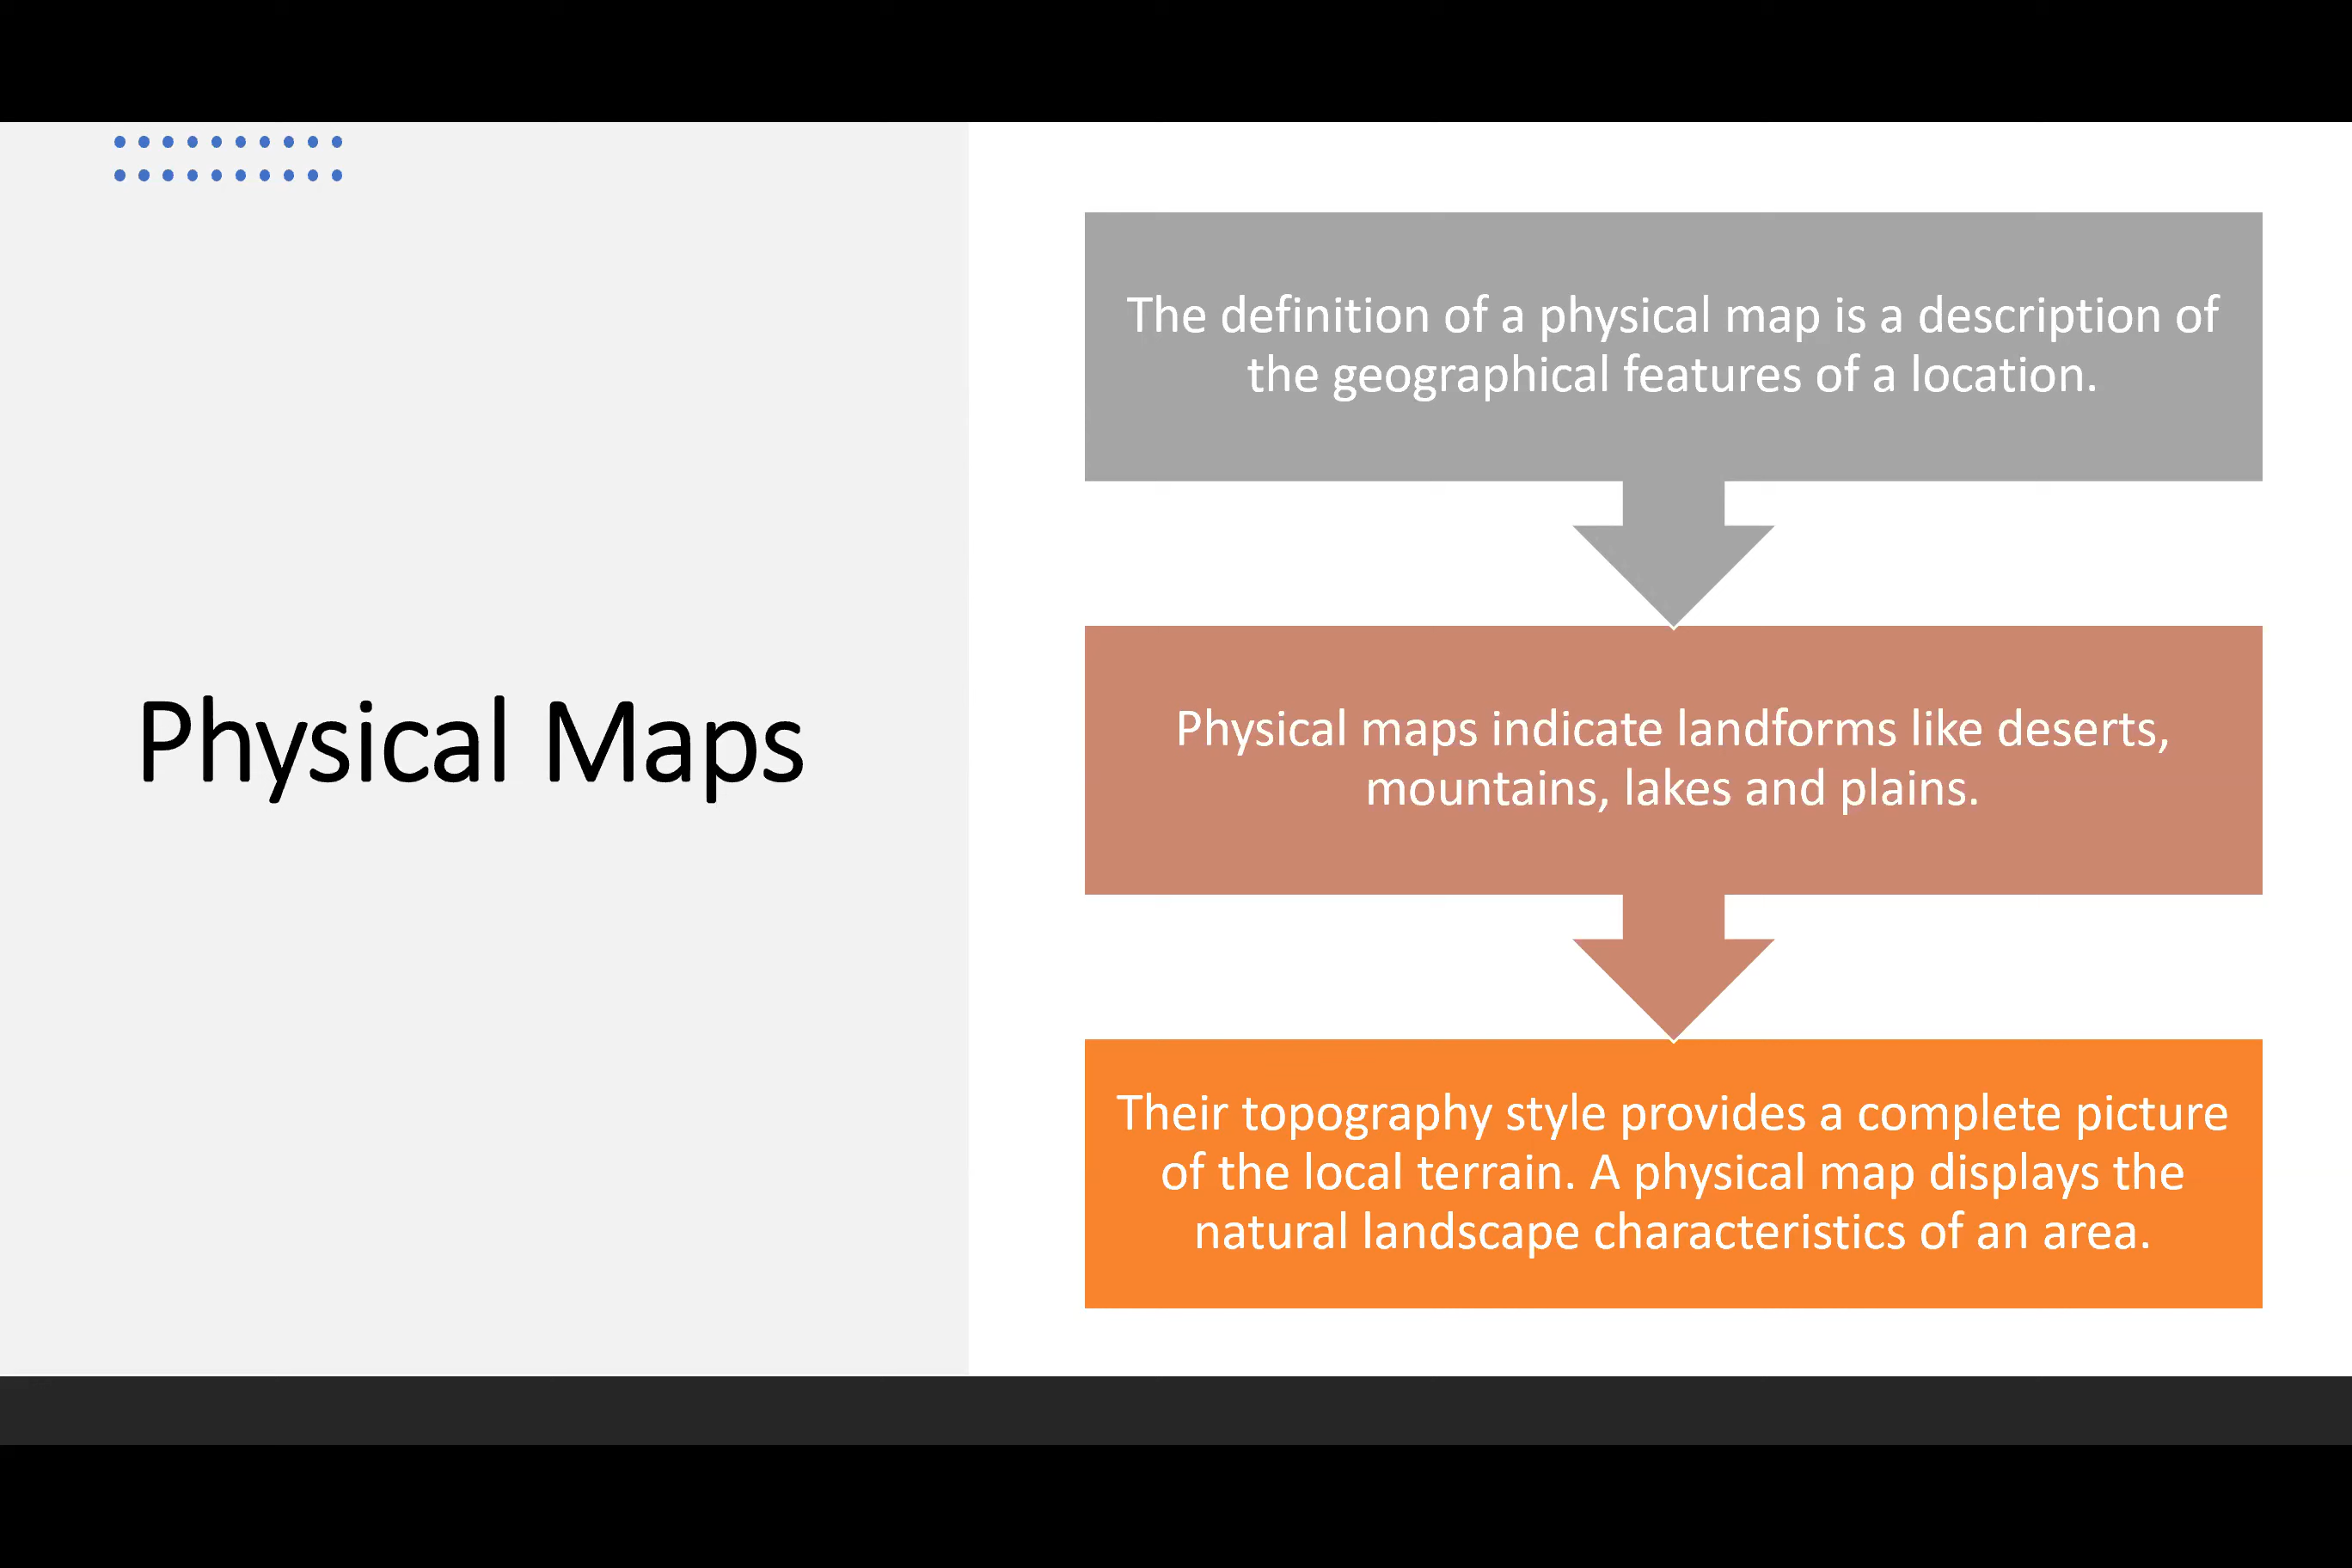 Physical Maps
The definition of a physical map is a description of
the geographical features of a location.
Physical maps indicate landforms like deserts,
mountains, lakes and plains.
Their topography style provides a complete picture
of the local terrain. A physical map displays the
natural landscape characteristics of an area.